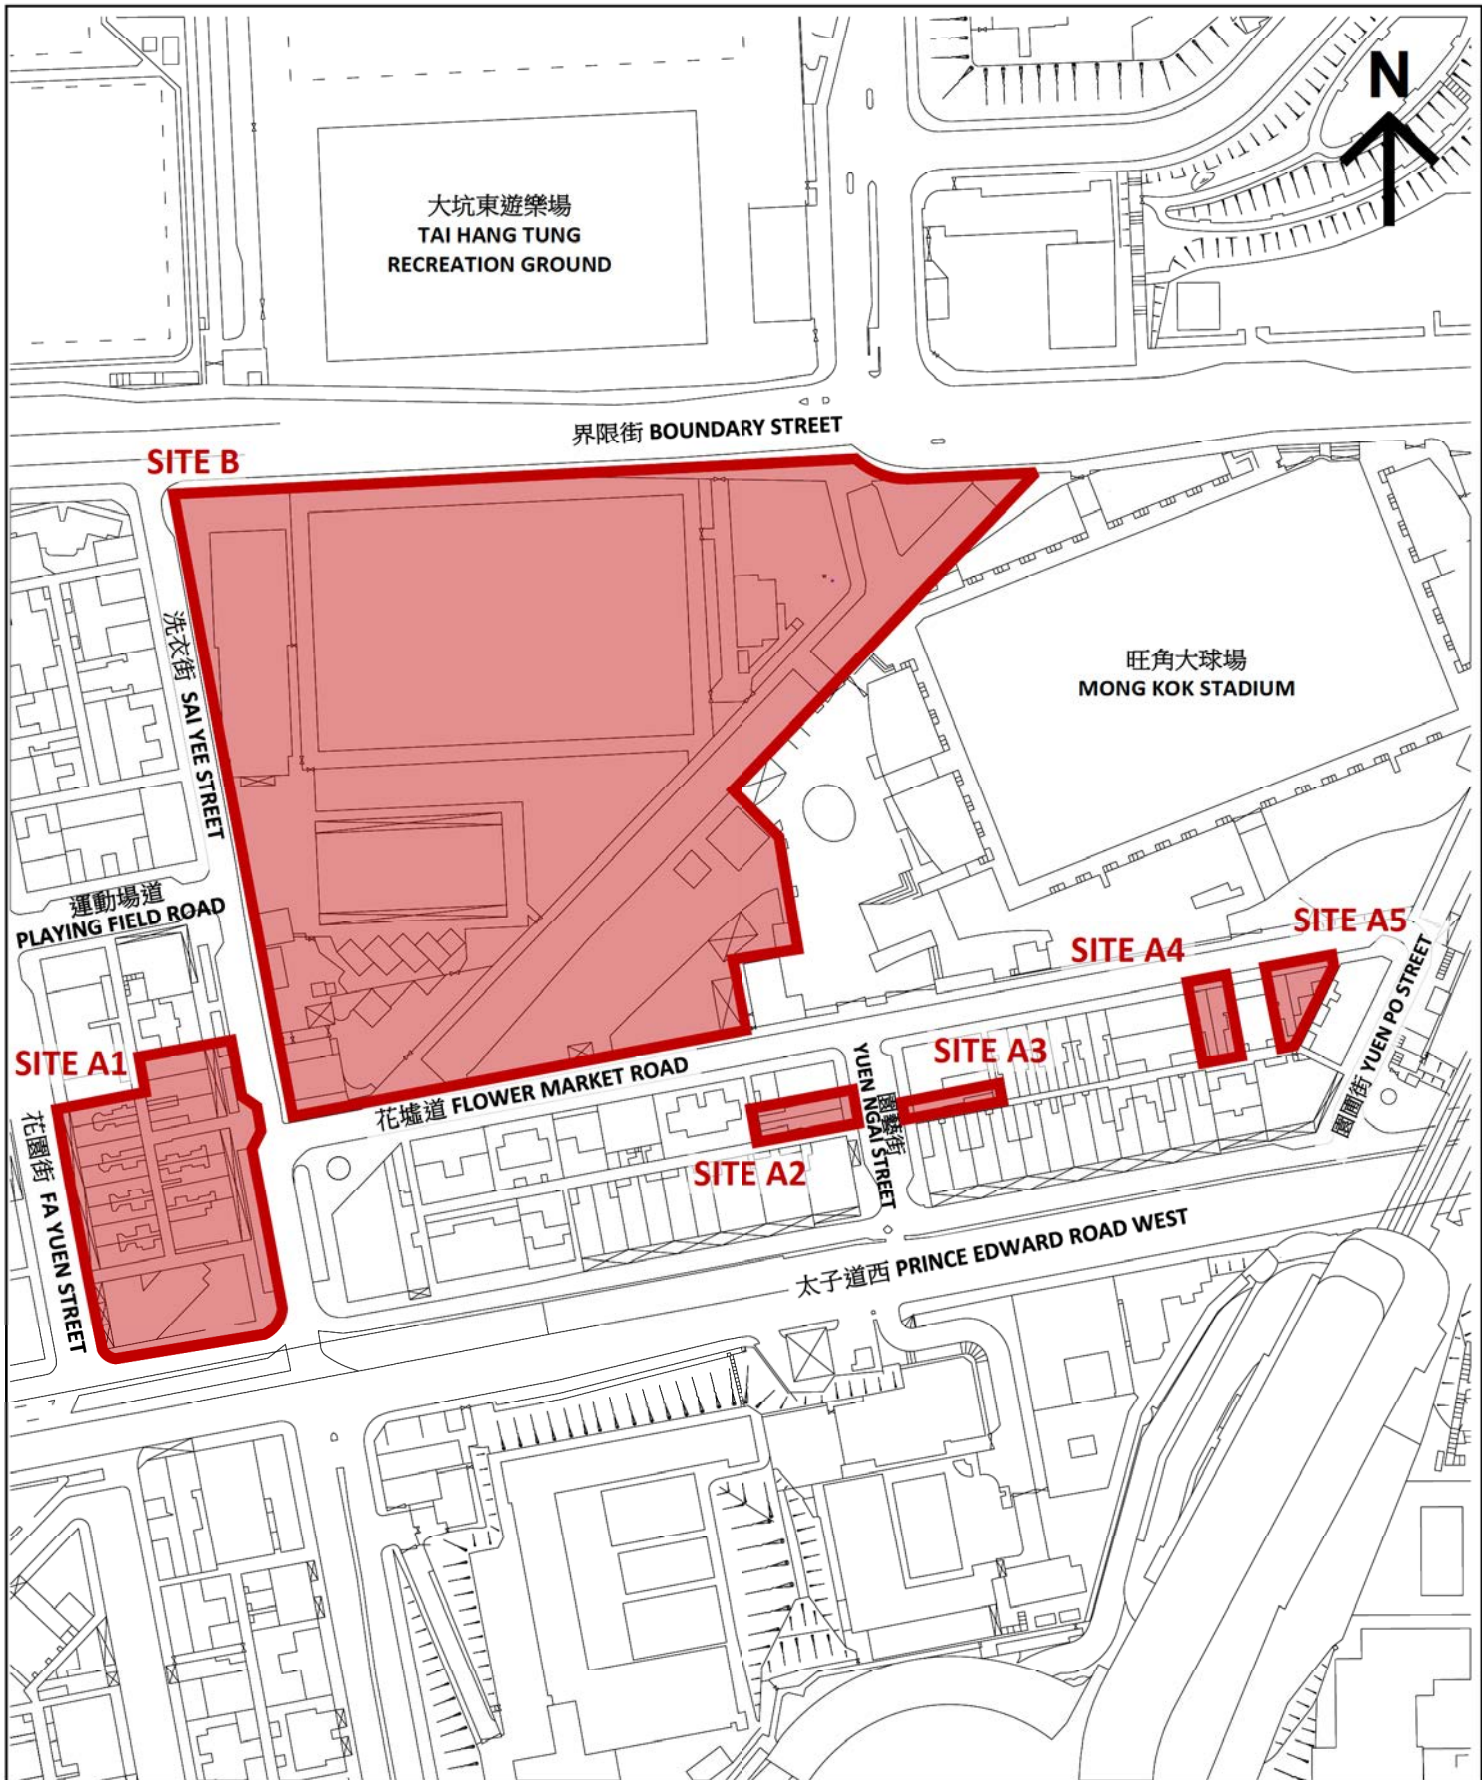 N
大坑東遊樂場
TAI HANG TUNG
RECREATION GROUND
界限街 BOUNDARY STREET
SITE B
洗衣街 SAI YEE STREET
旺角大球場
MONG KOK STADIUM
運動場道
PLAYING FIELD ROAD
SITE A5
SITE A4
SITE A3
SITE A1
花墟道 FLOWER MARKET ROAD
YUEN NGAI STREET
園藝街
園圃街 YUEN PO STREET
花園街 FA YUEN STREET
SITE A2
太子道西 PRINCE EDWARD ROAD WEST